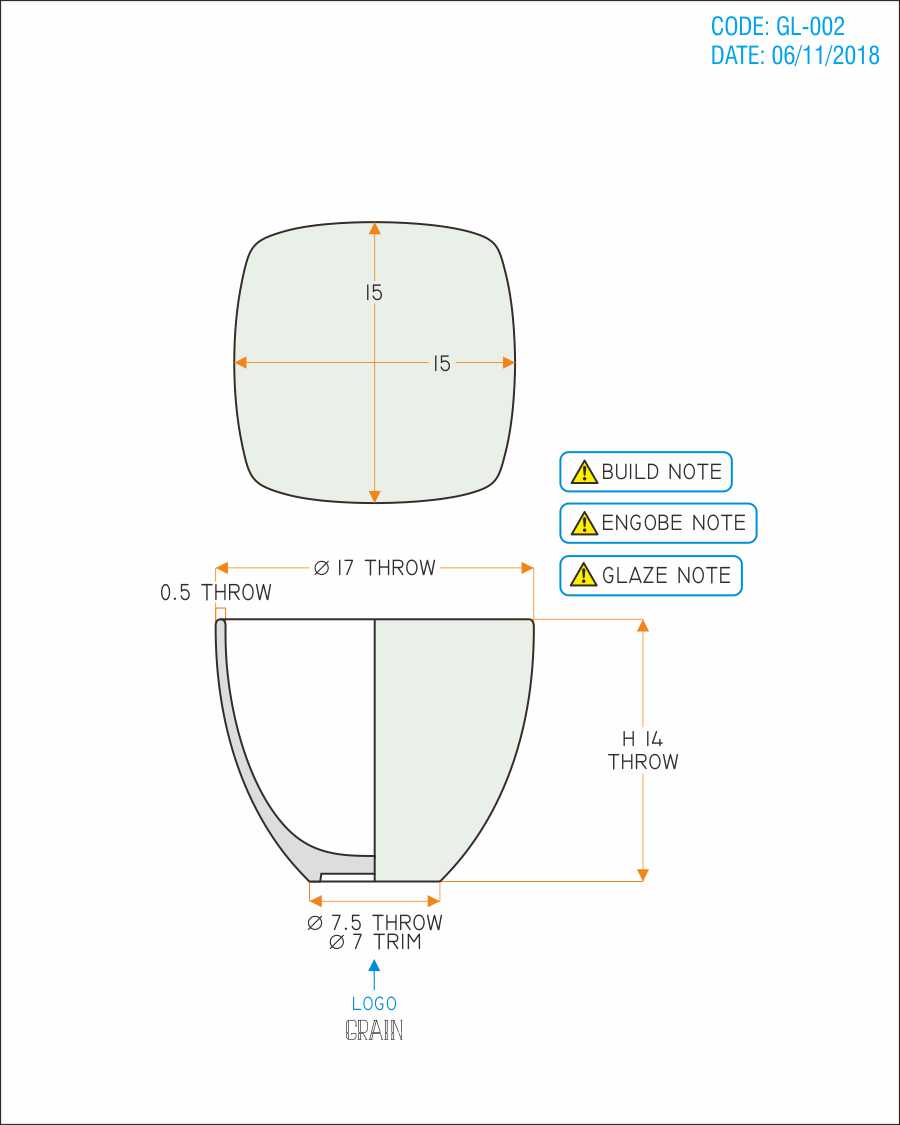 CODE: GL-002
DATE: 06/11/2018
15
15
BUILD NOTE
ENGOBE NOTE
Ø 17 THROW
GLAZE NOTE
0.5 THROW
H 14
THROW
Ø 7.5 THROW
Ø 7 TRIM
LOGO
GRAIN